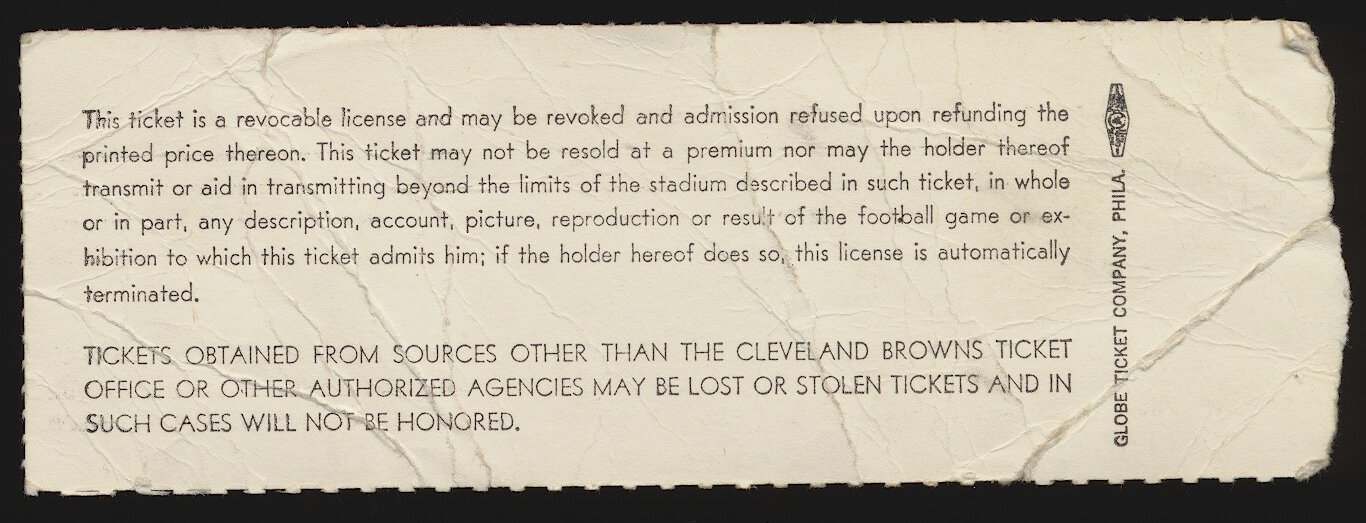 This ticket is a revocable license and may be revoked and admission refused upon refunding the
printed price thereon. This ticket may not be resold at a premium nor may the holder thereof
transmit or aid in transmitting beyond the limits of the stadium described in such ticket, in whole
or in part, any description, account, picture, reproduction or result of the football game or ex-
hibition to which this ticket admits him; if the holder hereof does so, this license is automatically
terminated.
TICKETS OBTAINED FROM SOURCES OTHER THAN THE CLEVELAND BROWNS TICKET
OFFICE OR OTHER AUTHORIZED AGENCIES MAY BE LOST OR STOLEN TICKETS AND IN
SUCH CASES WILL NOT BE HONORED.
GLOBE TICKET COMPANY, PHILA.